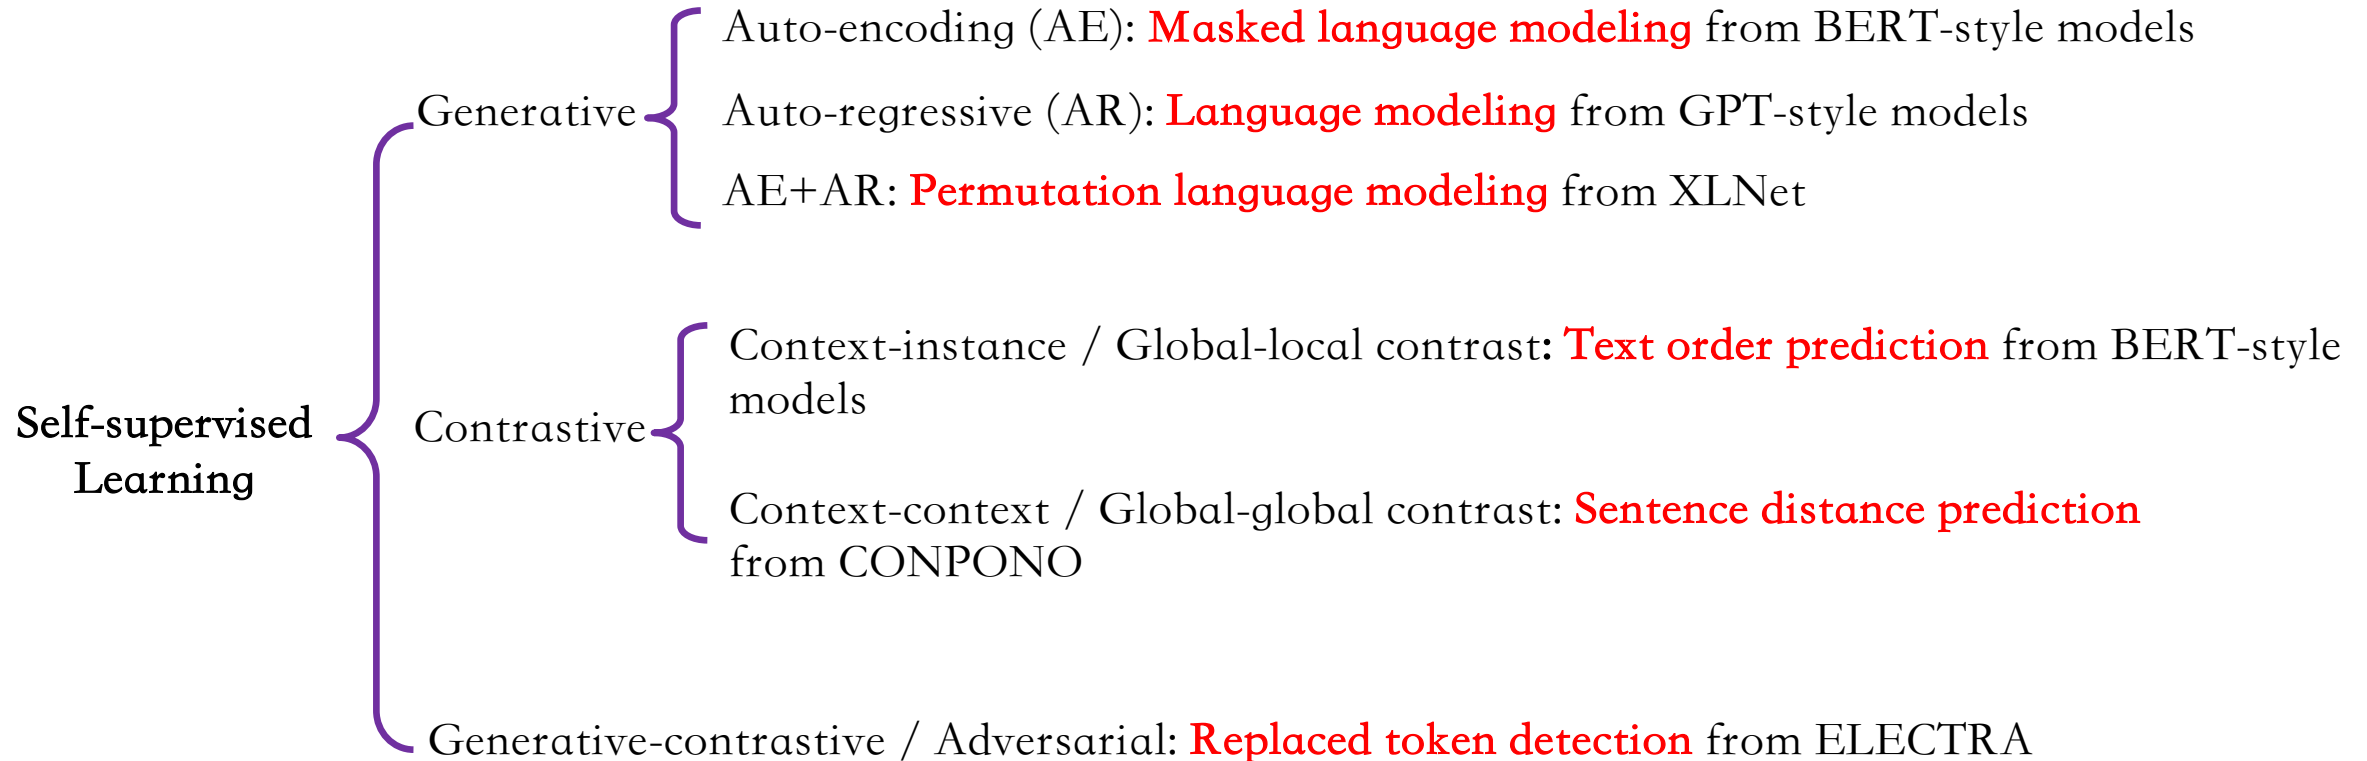 Auto-encoding (AE): Masked language modeling from BERT-style models
Generative
Auto-regressive (AR): Language modeling from GPT-style models
AE+AR: Permutation language modeling from XLNet
Self-supervised
Learning
Contrastive
Context-instance / Global-local contrast: Text order prediction from BERT-style
models
Context-context / Global-global contrast: Sentence distance prediction
from CONPONO
Generative-contrastive / Adversarial: Replaced token detection from ELECTRA